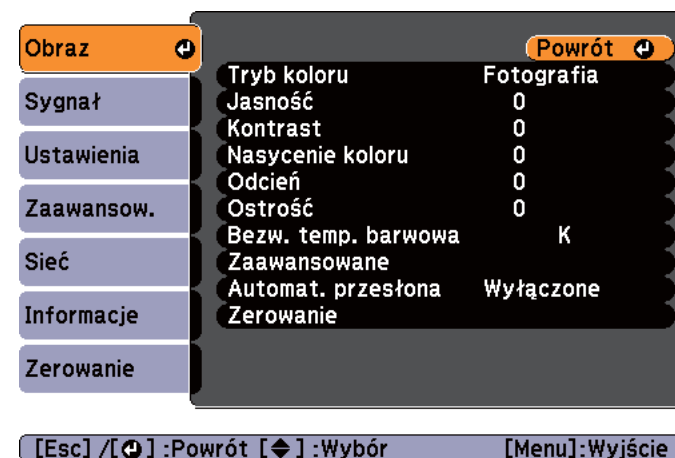 Obraz
Sygnał
Ustawienia
Zaawansow.
Sieć
Informacje
Zerowanie
Powrót
Tryb koloru Fotografia
Jasność 0
Kontrast 0
Nasycenie koloru 0
Odcień 0
Ostrość 0
Bezw. temp. barwowa K
Zaawansowane
Automat. przesłona Wyłączone
Zerowanie
[Esc] /[⏎] :Powrót [◆] :Wybór [Menu]:Wyjście